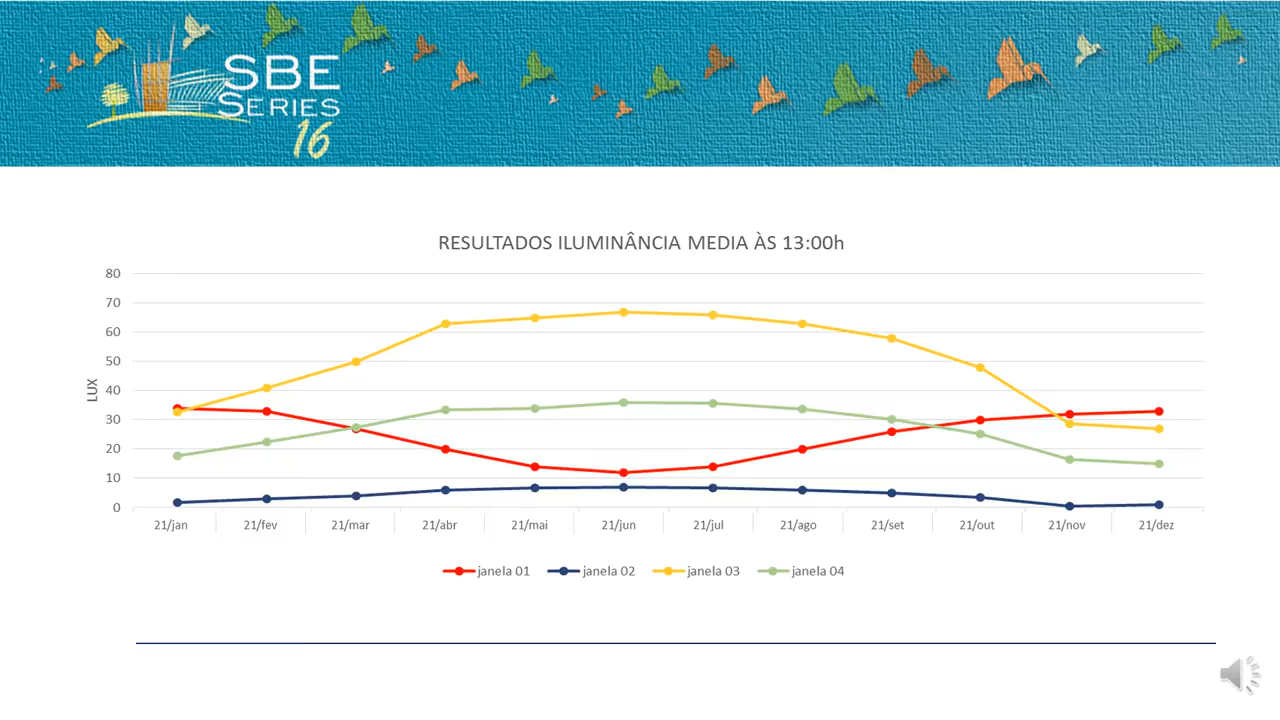 SBE
SERIES
16
RESULTADOS ILUMINÂNCIA MEDIA ÀS 13:00h
LUX
80
70
60
50
40
30
20
10
0
21/jan 21/fev 21/mar 21/abr 21/mai 21/jun 21/jul 21/ago 21/set 21/out 21/nov 21/dez
janela 01 janela 02 janela 03 janela 04